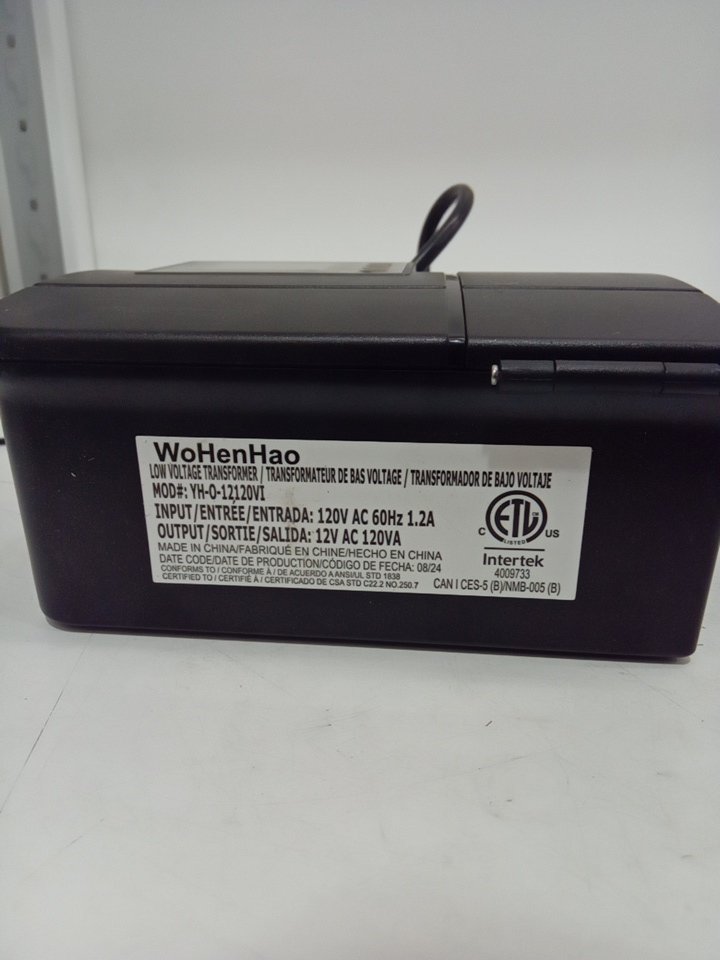 WoHenHao
LOW VOLTAGE TRANSFORMER / TRANSFORMATEUR DE BAS VOLTAGE / TRANSFORMADOR DE BAJO VOLTAJE
MOD#: YH-O-12120VI
INPUT/ENTRÉE/ENTRADA: 120V AC 60Hz 1.2A
OUTPUT/SORTIE/SALIDA: 12V AC 120VA
MADE IN CHINA/FABRIQUÉ EN CHINE/HECHO EN CHINA
DATE CODE/DATE DE PRODUCTION/CÓDIGO DE FECHA: 08/24
CONFORMS TO / CONFORME À / DE ACUERDO A ANSI/UL STD 1838
CERTIFIED TO / CERTIFIÉ À / CERTIFICADO DE CSA STD C22.2 NO.250.7
ETL
LISTED
C US
Intertek
4009733
CAN I CES-5 (B)/NMB-005 (B)